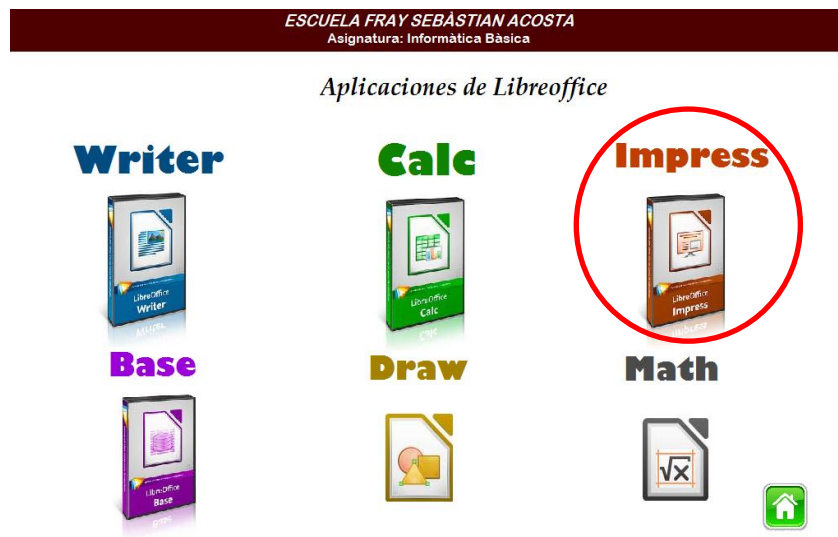 ESCUELA FRAY SEBÀSTIAN ACOSTA
Asignatura: Informàtica Bàsica
Aplicaciones de Libreoffice
Writer Calc Impress
LibreOffice
Writer
LibreOffice
Calc
LibreOffice
Impress
Base Draw Math
LibreOffice
Base
√x